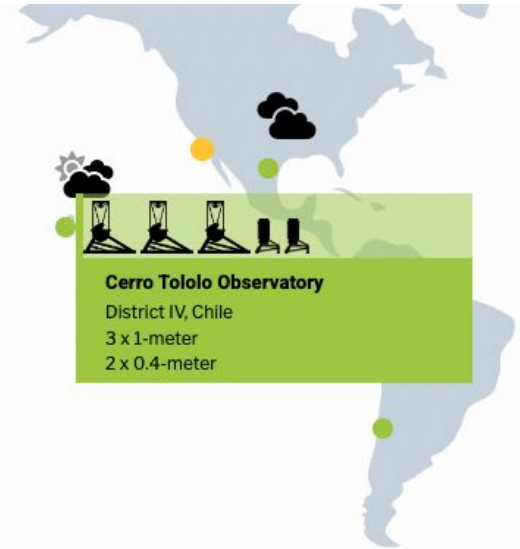 Cerro Tololo Observatory
District IV, Chile
3 x 1-meter
2 x 0.4-meter